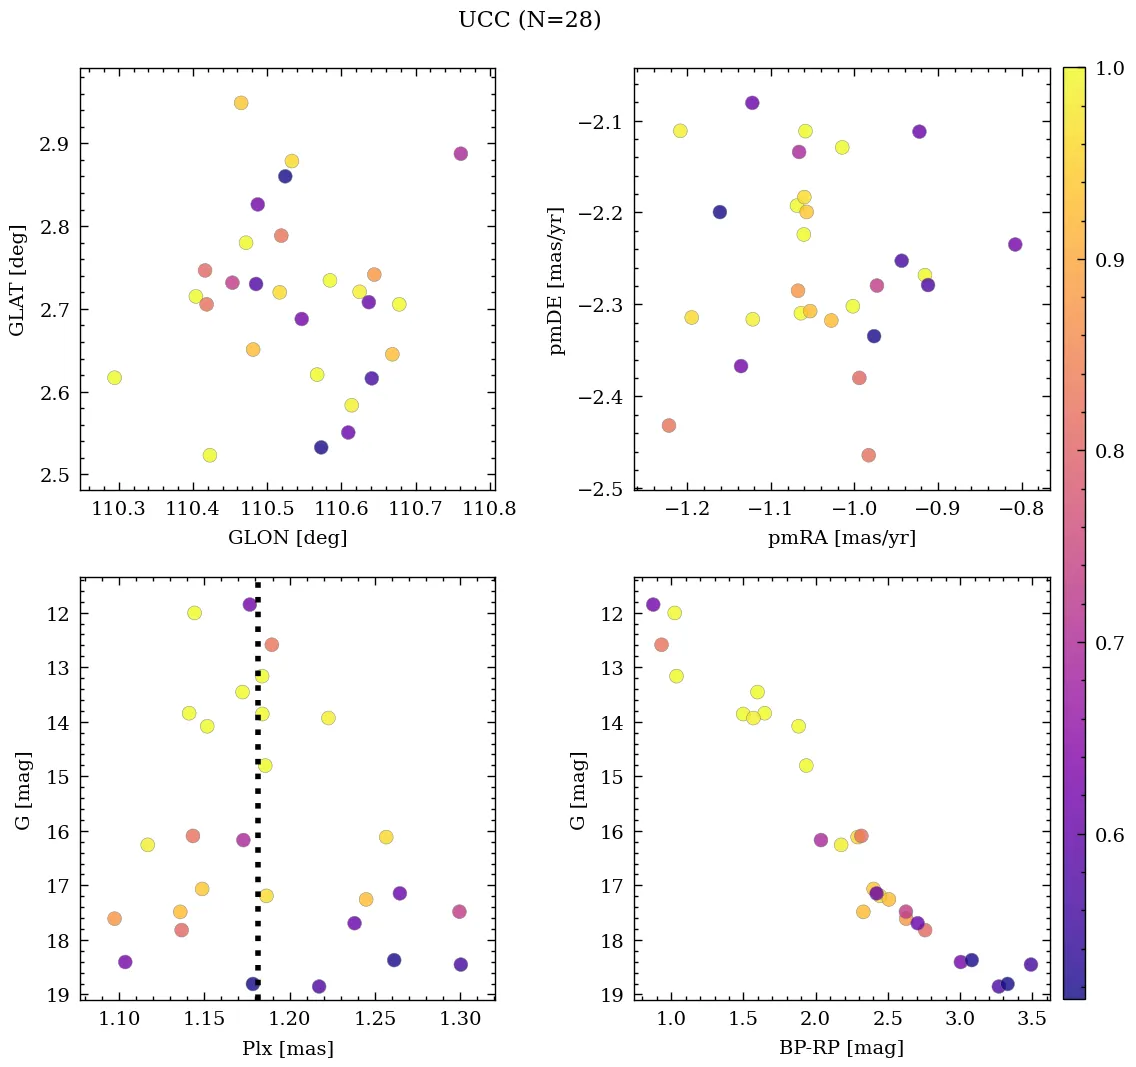 UCC (N=28)
2.9
2.8
2.7
2.6
2.5
GLAT [deg]
110.3 110.4 110.5 110.6 110.7 110.8
GLON [deg]
−2.1
−2.2
−2.3
−2.4
−2.5
pmDE [mas/yr]
−1.2 −1.1 −1.0 −0.9 −0.8
pmRA [mas/yr]
1.0
0.9
0.8
0.7
0.6
12
13
14
15
16
17
18
19
G [mag]
1.10 1.15 1.20 1.25 1.30
Plx [mas]
12
13
14
15
16
17
18
19
G [mag]
1.0 1.5 2.0 2.5 3.0 3.5
BP-RP [mag]